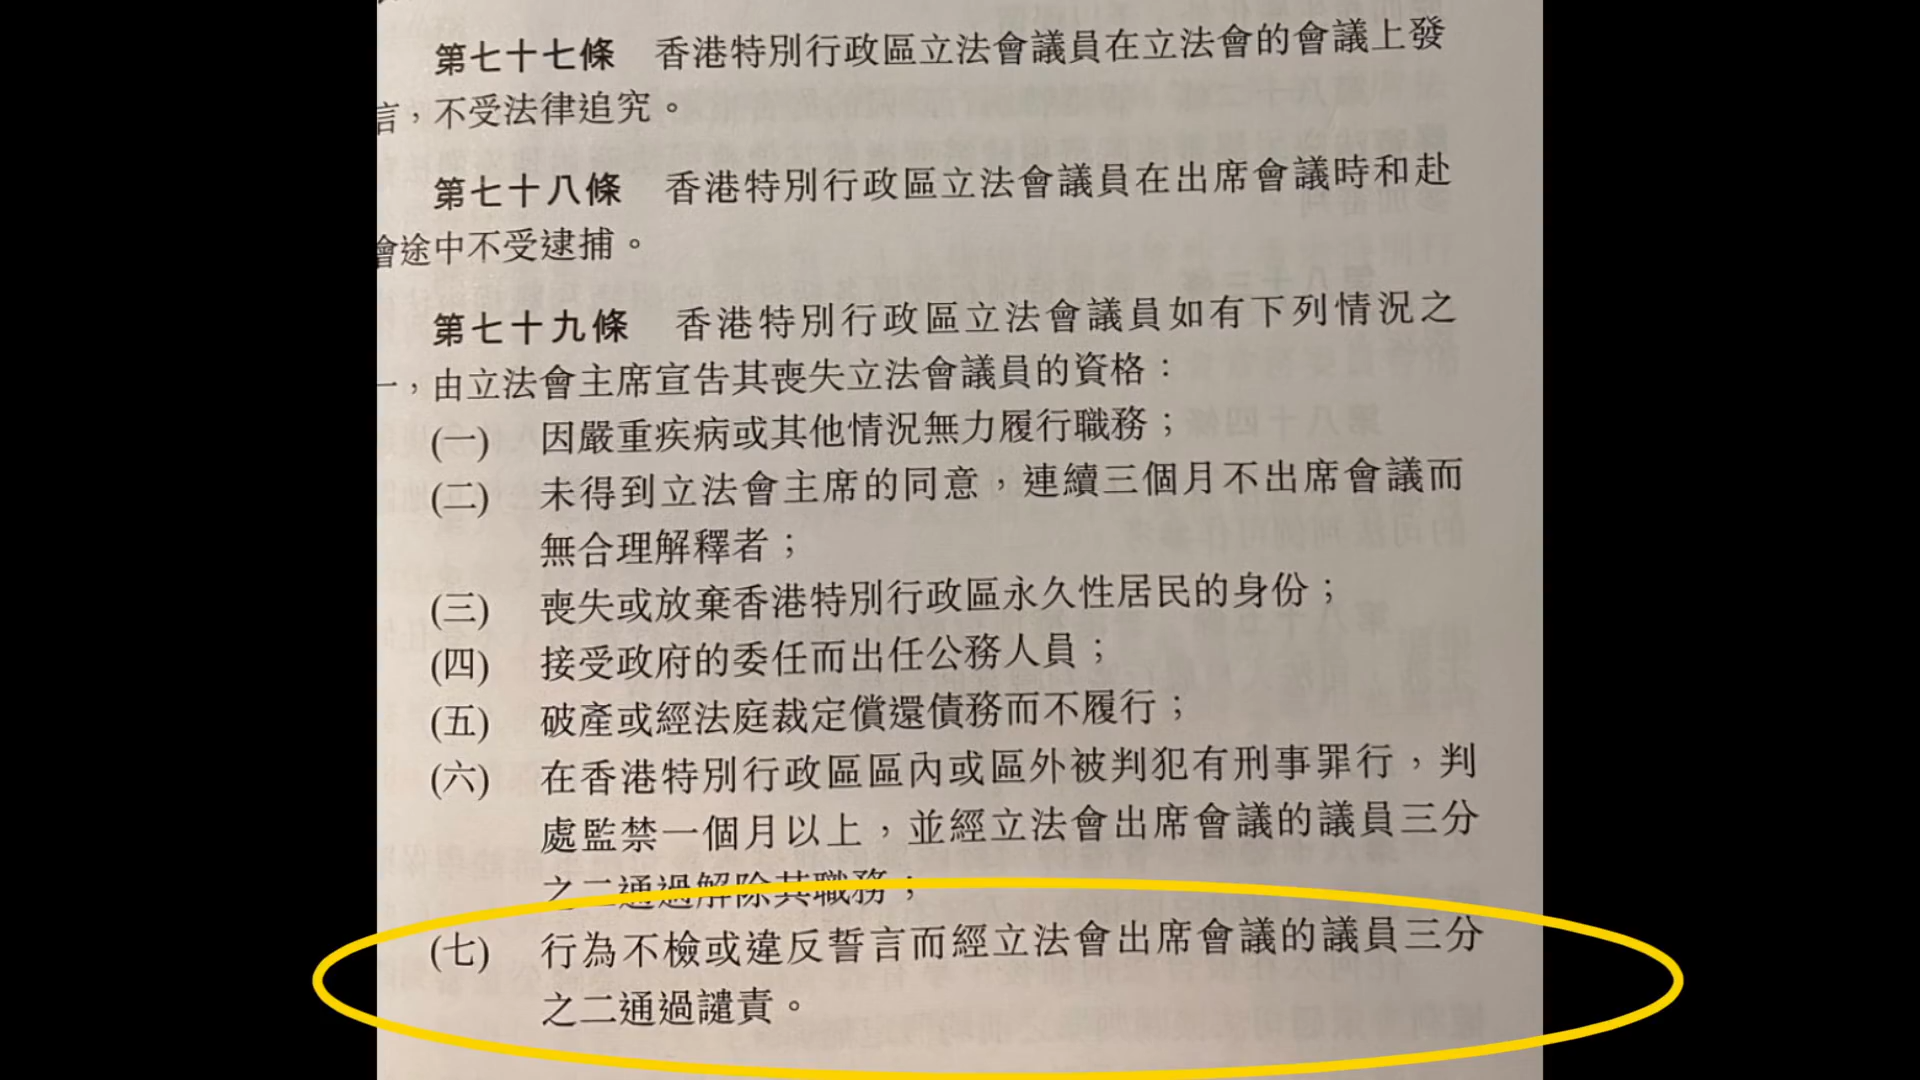 第七十七條 香港特別行政區立法會議員在立法會的會議上發
言，不受法律追究。
第七十八條 香港特別行政區立法會議員在出席會議時和赴
會途中不受逮捕。
第七十九條 香港特別行政區立法會議員如有下列情況之
一，由立法會主席宣告其喪失立法會議員的資格：
(一) 因嚴重疾病或其他情況無力履行職務；
(二) 未得到立法會主席的同意，連續三個月不出席會議而
無合理解釋者；
(三) 喪失或放棄香港特別行政區永久性居民的身份；
(四) 接受政府的委任而出任公務人員；
(五) 破產或經法庭裁定償還債務而不履行；
(六) 在香港特別行政區區內或區外被判犯有刑事罪行，判
處監禁一個月以上，並經立法會出席會議的議員三分
之二通過解除其職務；
(七) 行為不檢或違反誓言而經立法會出席會議的議員三分
之二通過譴責。